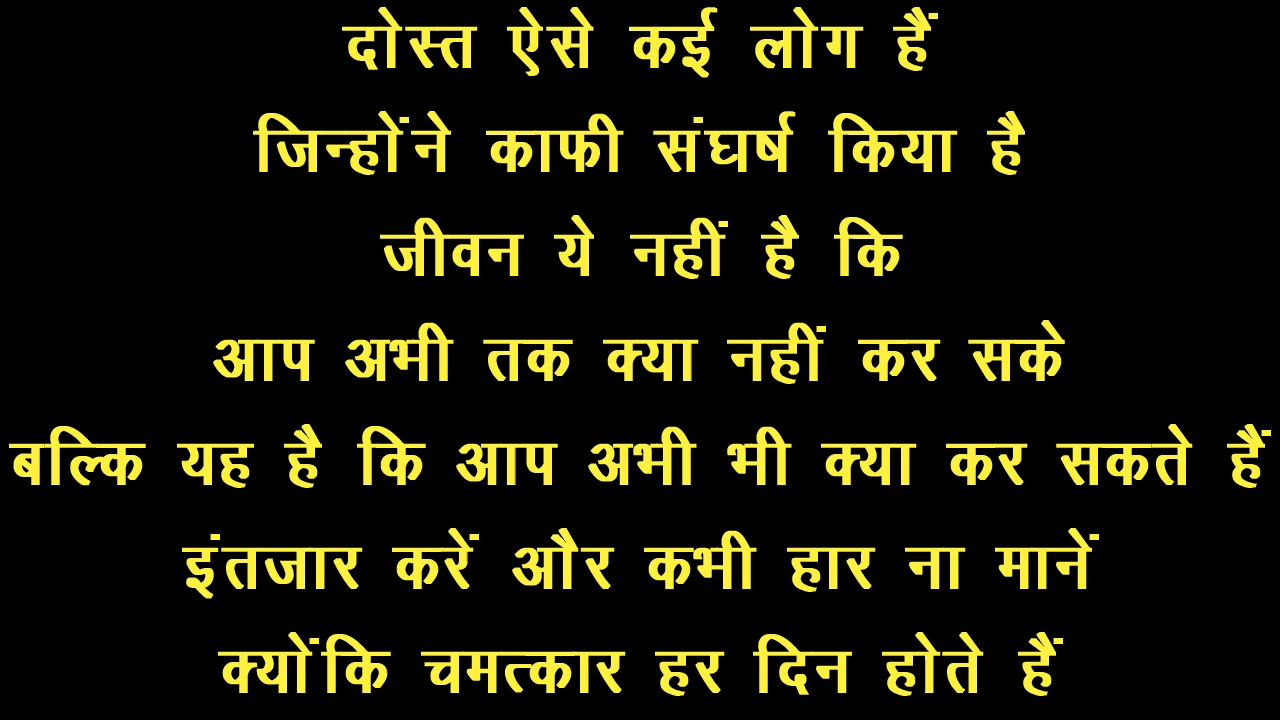 दोस्त ऐसे कई लोग हैं
जिन्होंने काफी संघर्ष किया है
जीवन ये नहीं है कि
आप अभी तक क्या नहीं कर सके
बल्कि यह है कि आप अभी भी क्या कर सकते हैं
इंतजार करें और कभी हार ना मानें
क्योंकि चमत्कार हर दिन होते हैं